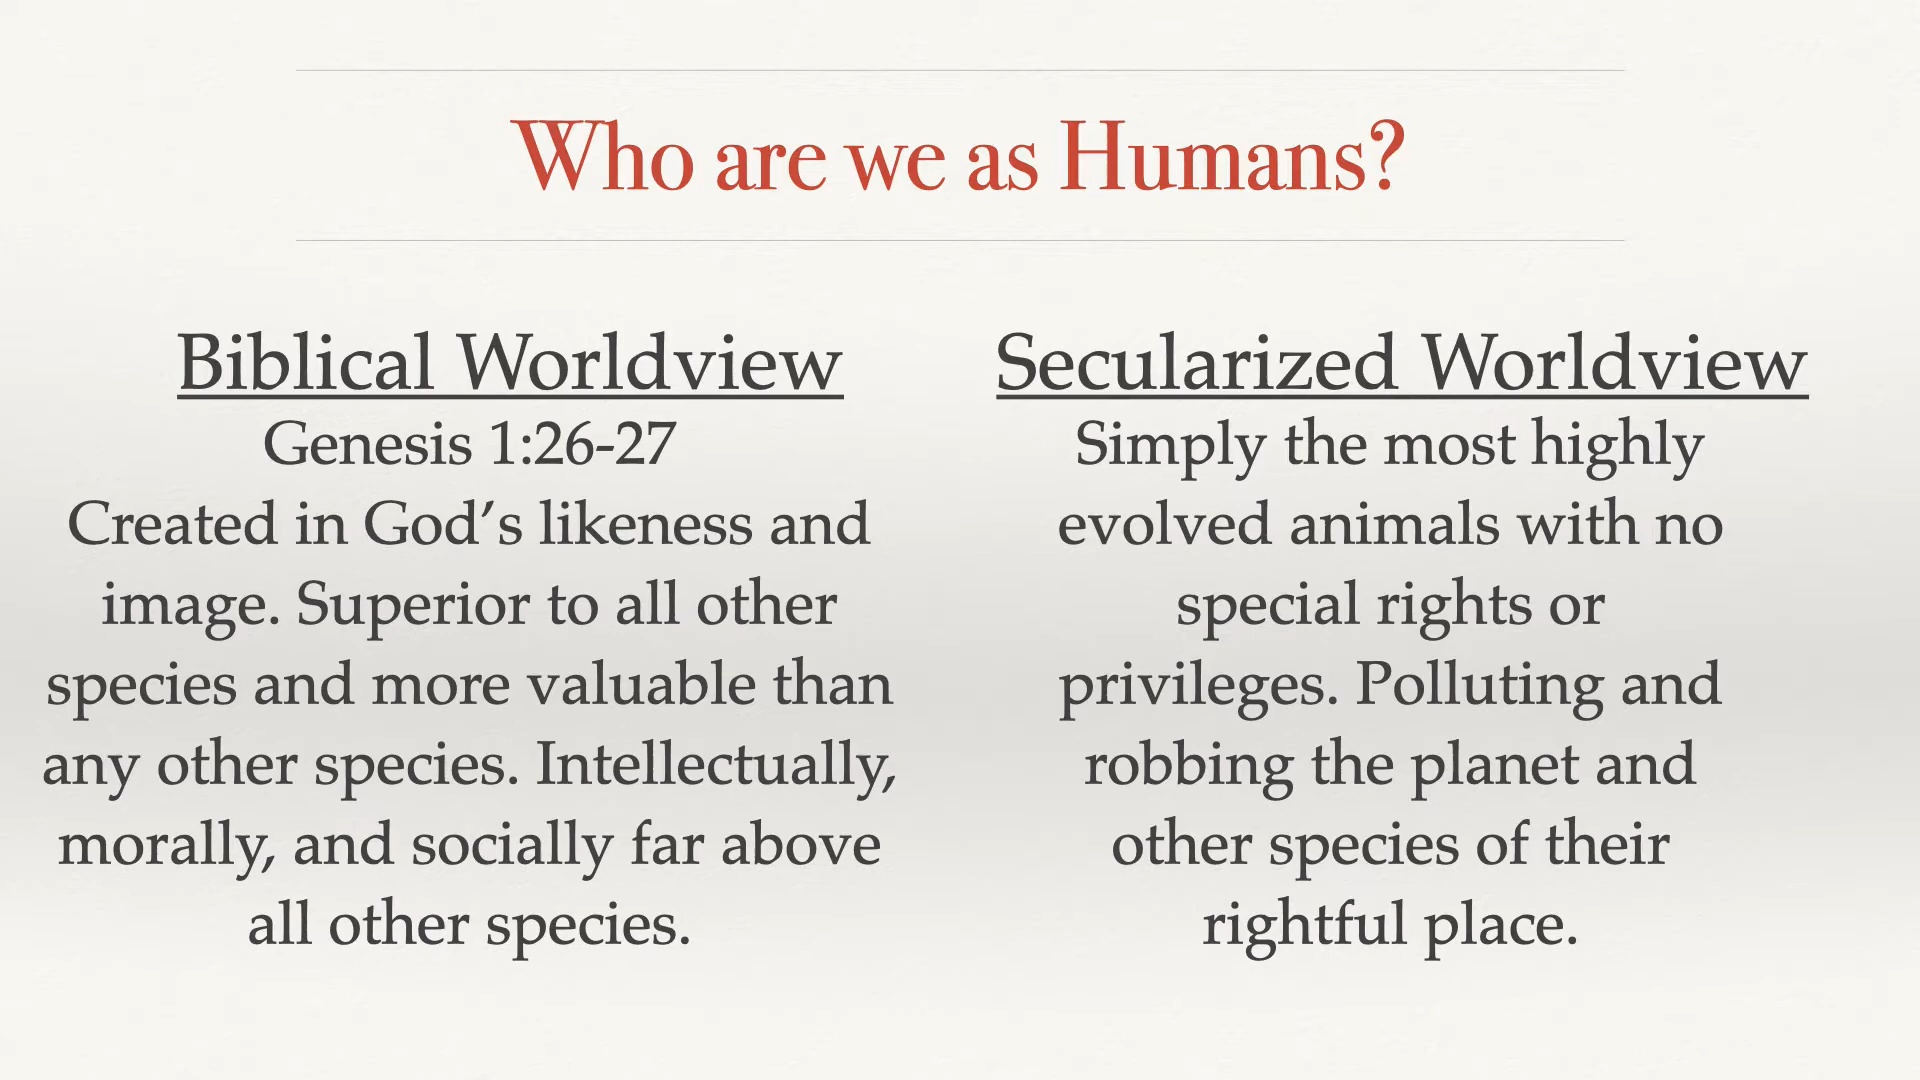 Who are we as Humans?
Biblical Worldview
Genesis 1:26-27
Created in God’s likeness and
image. Superior to all other
species and more valuable than
any other species. Intellectually,
morally, and socially far above
all other species.
Secularized Worldview
Simply the most highly
evolved animals with no
special rights or
privileges. Polluting and
robbing the planet and
other species of their
rightful place.